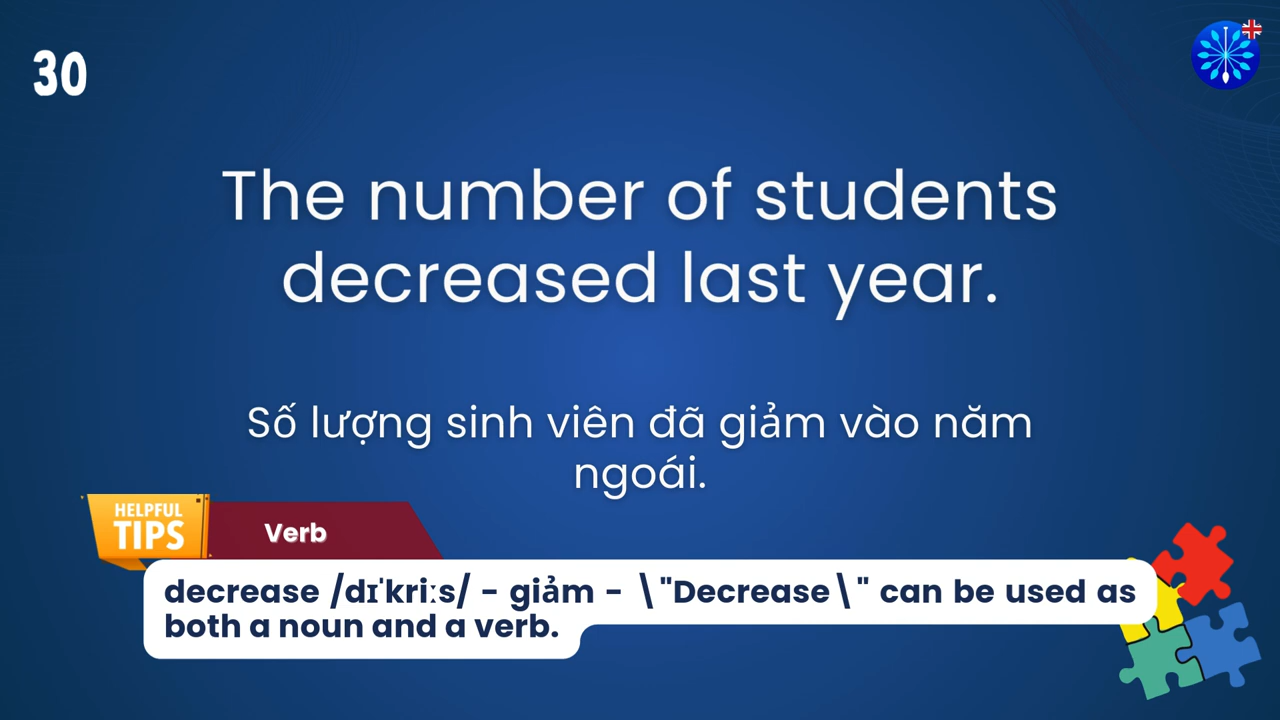 30
The number of students
decreased last year.
Số lượng sinh viên đã giảm vào năm
ngoái.
HELPFUL
TIPS
Verb
decrease /dɪˈkriːs/ - giảm - \"Decrease\" can be used as
both a noun and a verb.